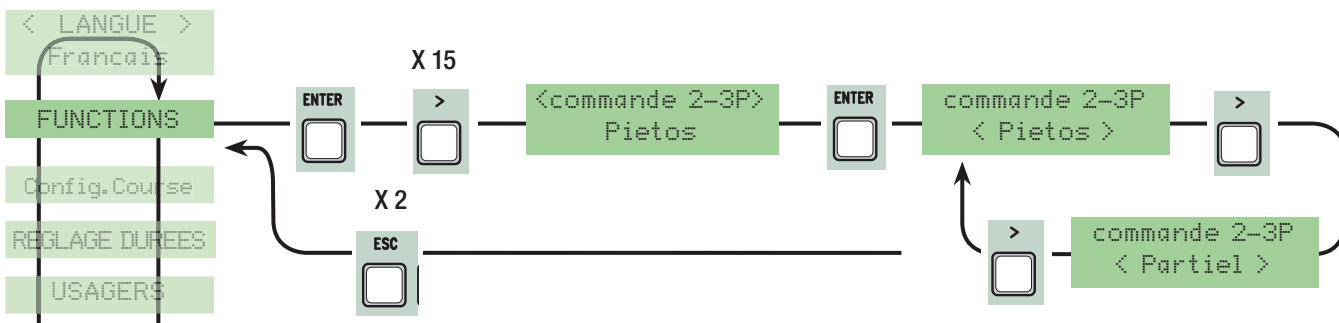 < LANGUE >
Francais
FUNCTIONS
Config.Course
REGLAGE DUREES
USAGERS
ENTER
X 15
>
<commande 2–3P>
Pietos
ENTER
commande 2–3P
< Pietos >
>
X 2
ESC
>
commande 2–3P
< Partiel >